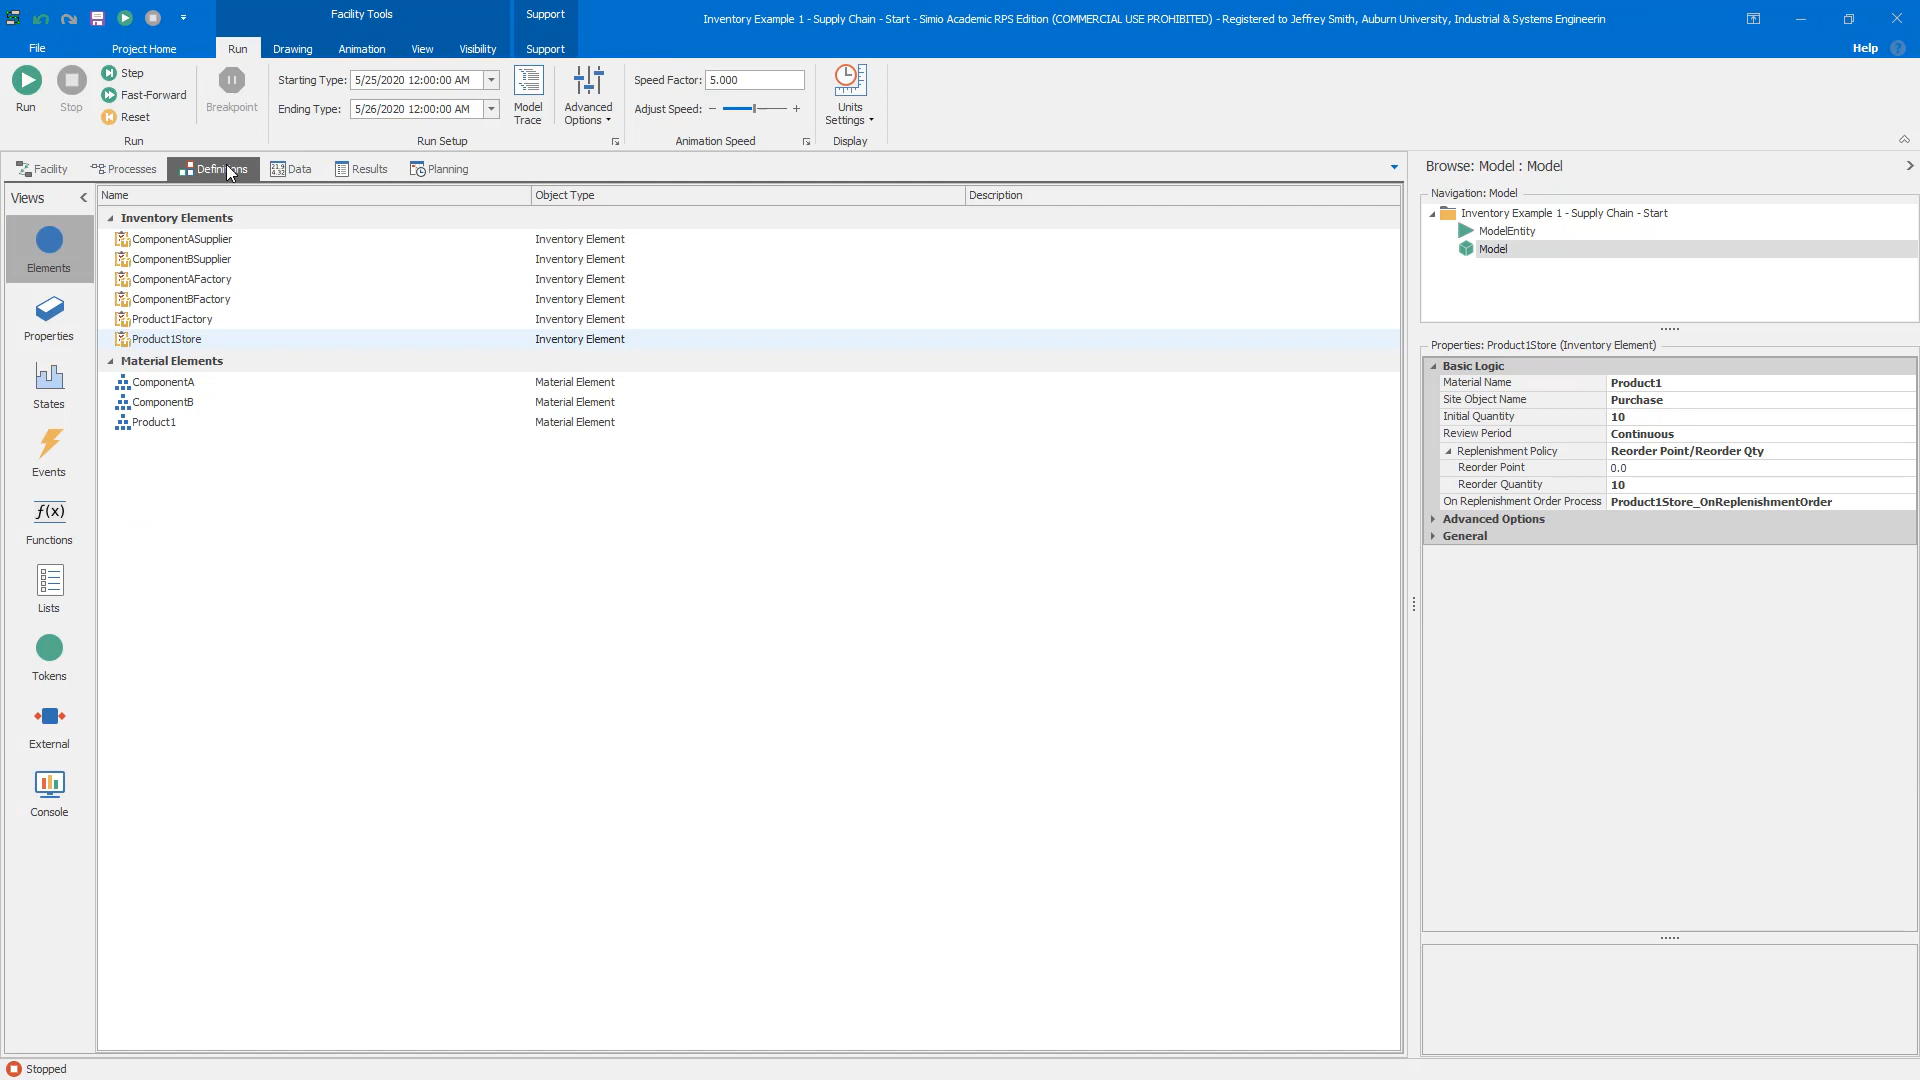 Facility Tools
Support
Inventory Example 1 - Supply Chain - Start - Simio Academic RPS Edition (COMMERCIAL USE PROHIBITED) - Registered to Jeffrey Smith, Auburn University, Industrial & Systems Engineerin
File
Project Home
Run
Drawing
Animation
View
Visibility
Support
Help
?
Run
Stop
Step
Fast-Forward
Reset
Breakpoint
Starting Type: 5/25/2020 12:00:00 AM
Ending Type: 5/26/2020 12:00:00 AM
Model Trace
Advanced Options
Speed Factor: 5.000
Adjust Speed:
Units Settings
Run
Run Setup
Animation Speed
Display
Facility
Processes
Definitions
Data
Results
Planning
Views
Elements
Properties
States
Events
f(x)
Functions
Lists
Tokens
External
Console
Name
Object Type
Description
Inventory Elements
ComponentASupplier Inventory Element
ComponentBSupplier Inventory Element
ComponentAFactory Inventory Element
ComponentBFactory Inventory Element
Product1Factory Inventory Element
Product1Store Inventory Element
Material Elements
ComponentA Material Element
ComponentB Material Element
Product1 Material Element
Browse: Model : Model
Navigation: Model
Inventory Example 1 - Supply Chain - Start
ModelEntity
Model
Properties: Product1Store (Inventory Element)
Basic Logic
Material Name Product1
Site Object Name Purchase
Initial Quantity 10
Review Period Continuous
Replenishment Policy Reorder Point/Reorder Qty
Reorder Point 0.0
Reorder Quantity 10
On Replenishment Order Process Product1Store_OnReplenishmentOrder
Advanced Options
General
Stopped